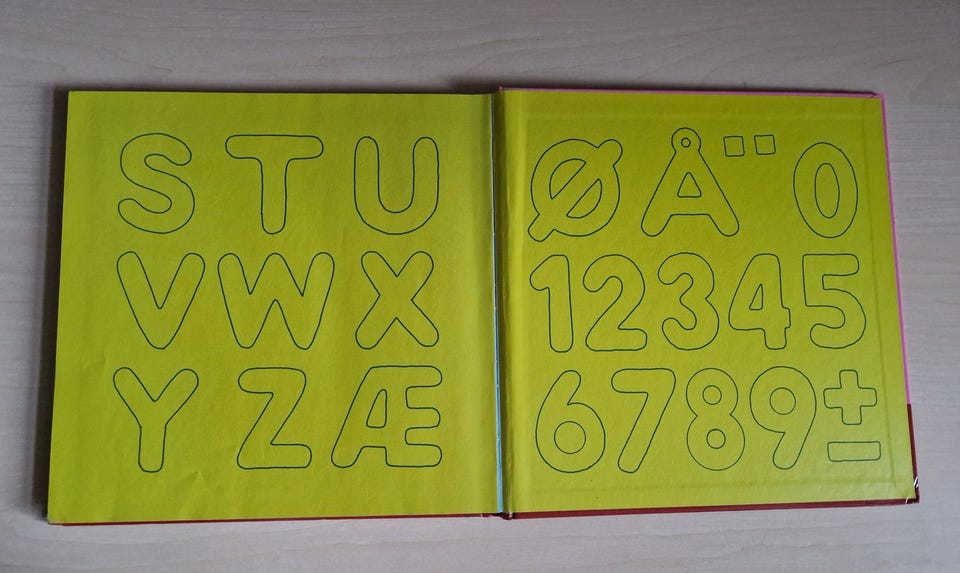 S T U
V W X
Y Z Æ
Ø Å ¨ 0
1 2 3 4 5
6 7 8 9 ±